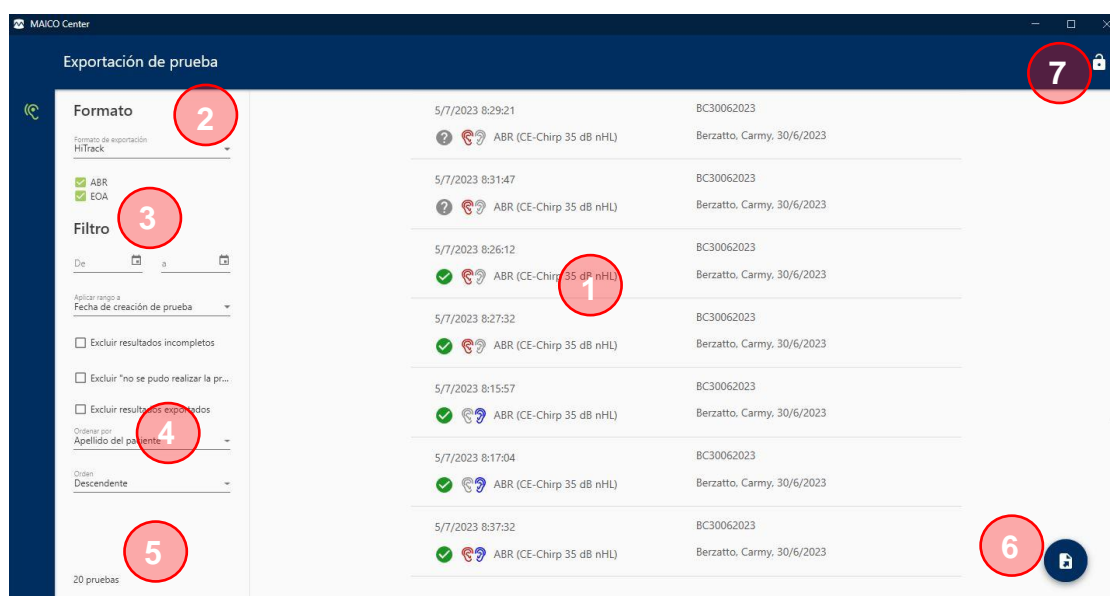 MAICO Center
Exportación de prueba
7
Formato
2
Formato de exportación
HiTrack
ABR
EOA
3
Filtro
De
a
Aplicar rango a
Fecha de creación de prueba
Excluir resultados incompletos
Excluir "no se pudo realizar la pr...
Excluir resultados exportados
Ordenar por
Apellido del paciente
4
Orden
Descendente
5
20 pruebas
5/7/2023 8:29:21 BC30062023
? ABR (CE-Chirp 35 dB nHL) Berzatto, Carmy, 30/6/2023
5/7/2023 8:31:47 BC30062023
? ABR (CE-Chirp 35 dB nHL) Berzatto, Carmy, 30/6/2023
5/7/2023 8:26:12 BC30062023
ABR (CE-Chirp 35 dB nHL) Berzatto, Carmy, 30/6/2023
1
5/7/2023 8:27:32 BC30062023
ABR (CE-Chirp 35 dB nHL) Berzatto, Carmy, 30/6/2023
5/7/2023 8:15:57 BC30062023
ABR (CE-Chirp 35 dB nHL) Berzatto, Carmy, 30/6/2023
5/7/2023 8:17:04 BC30062023
ABR (CE-Chirp 35 dB nHL) Berzatto, Carmy, 30/6/2023
5/7/2023 8:37:32 BC30062023
ABR (CE-Chirp 35 dB nHL) Berzatto, Carmy, 30/6/2023
6